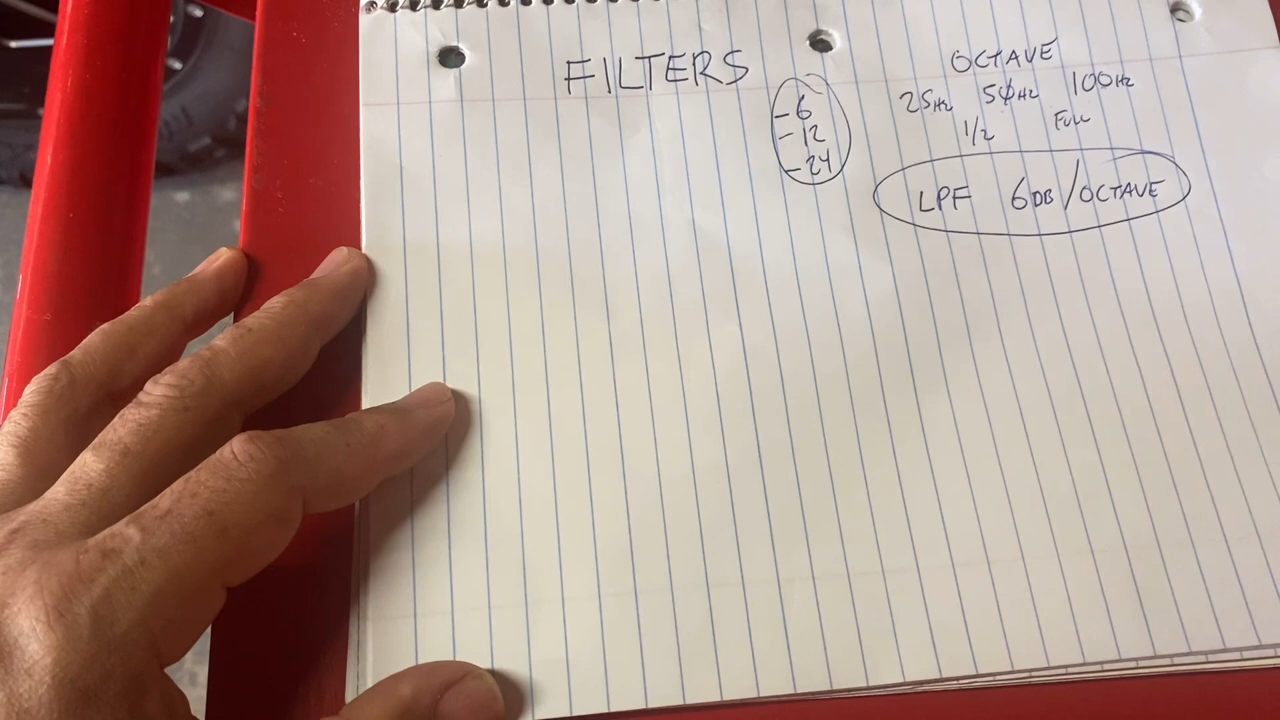 FILTERS
-6
-12
-24
OCTAVE
25Hz 50Hz 100Hz
1/2 Full
LPF 6DB/OCTAVE